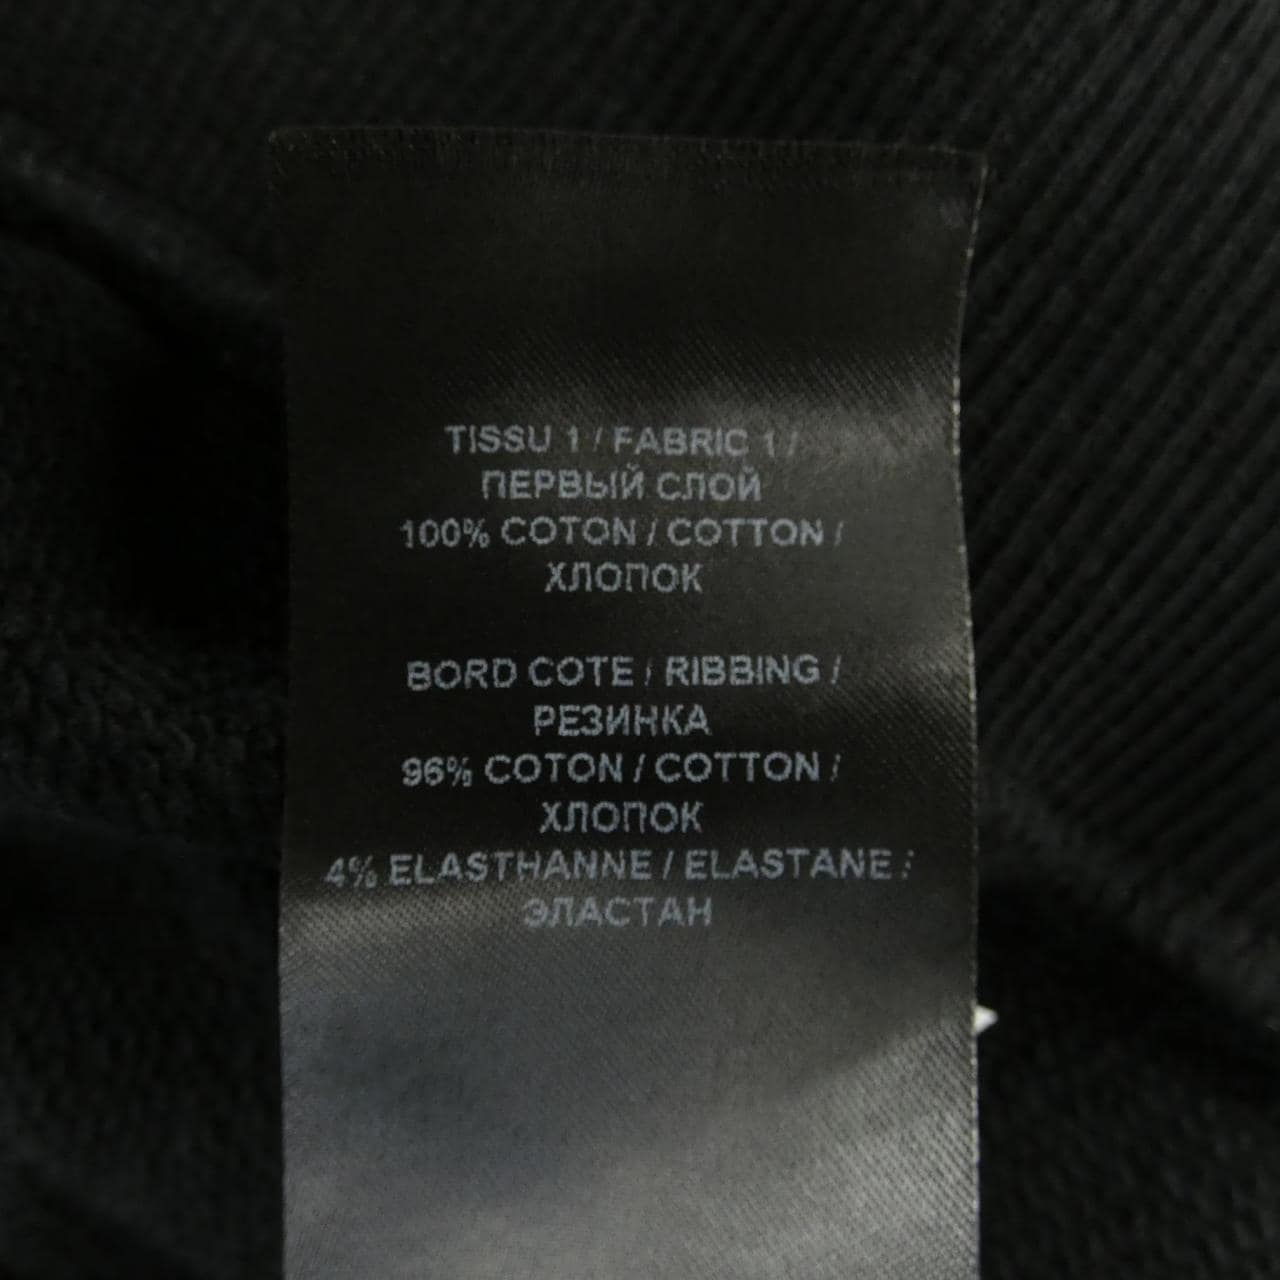 TISSU 1 / FABRIC 1 /
ПЕРВЫЙ СЛОЙ
100% COTON / COTTON /
ХЛОПОК
BORD COTE / RIBBING /
РЕЗИНКА
96% COTON / COTTON /
ХЛОПОК
4% ELASTHANNE / ELASTANE /
ЭЛАСТАН